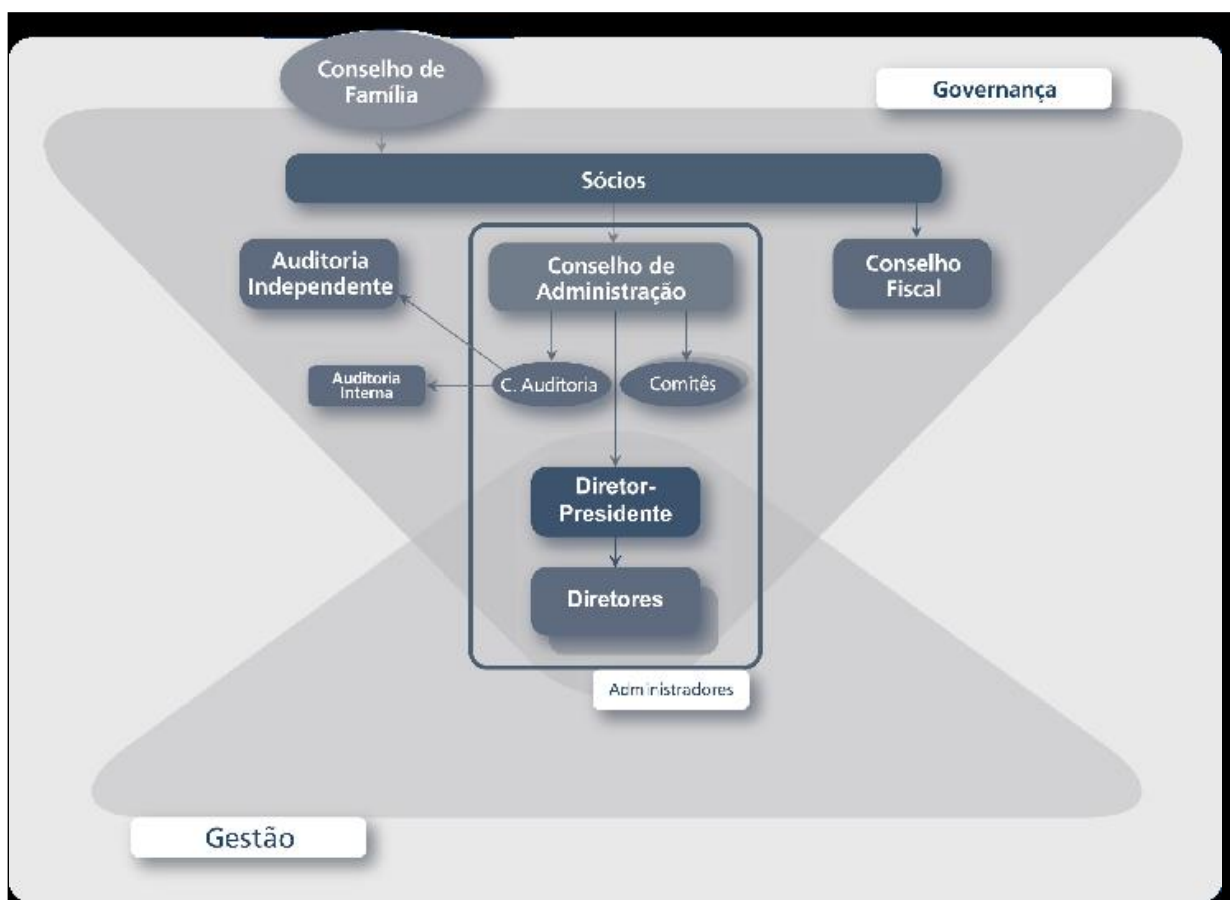 Conselho de
Família
Governança
Sócios
Auditoria
Independente
Conselho de
Administração
Conselho
Fiscal
Auditoria
Interna
C. Auditoria
Comitês
Diretor-
Presidente
Diretores
Administradores
Gestão